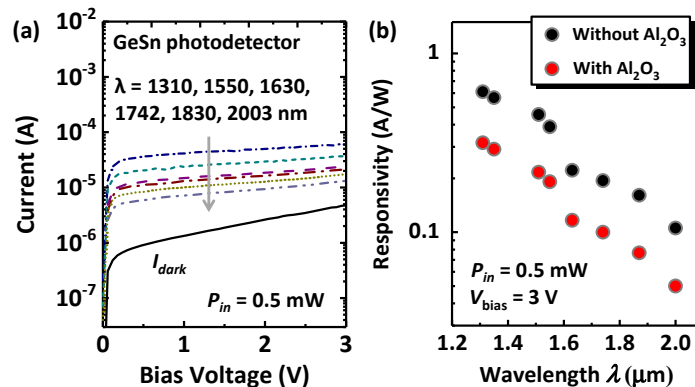 (a)
GeSn photodetector
λ = 1310, 1550, 1630,
1742, 1830, 2003 nm
I_dark
P_in = 0.5 mW
10⁻²
10⁻³
10⁻⁴
10⁻⁵
10⁻⁶
10⁻⁷
Current (A)
0 1 2 3
Bias Voltage (V)
(b)
Without Al₂O₃
With Al₂O₃
P_in = 0.5 mW
V_bias = 3 V
1
0.1
Responsivity (A/W)
1.2 1.4 1.6 1.8 2.0
Wavelength λ (μm)